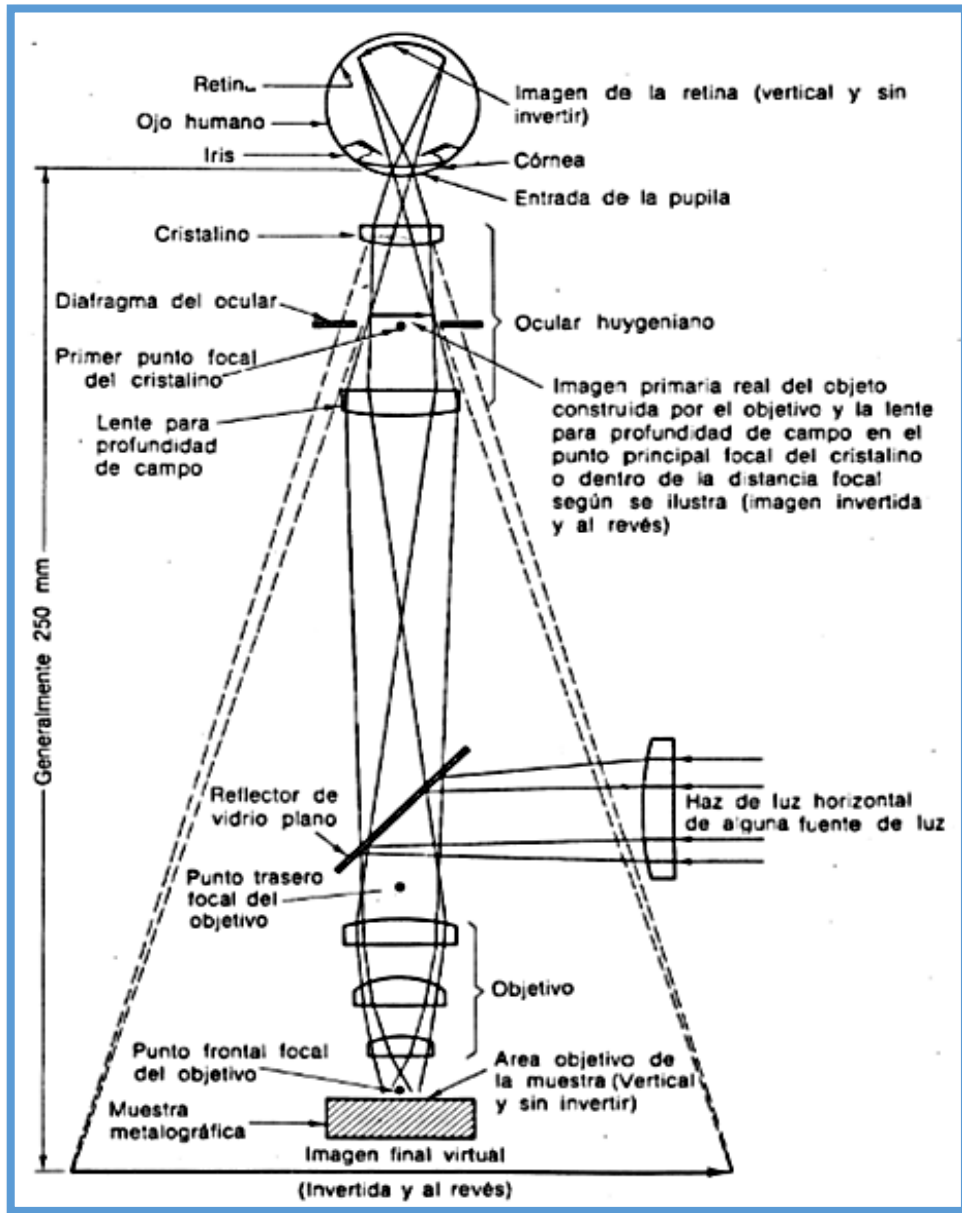 Retina
Ojo humano
Iris
Imagen de la retina (vertical y sin
invertir)
Córnea
Entrada de la pupila
Cristalino
Diafragma del ocular
Ocular huygeniano
Primer punto focal
del cristalino
Lente para
profundidad
de campo
Imagen primaria real del objeto
construida por el objetivo y la lente
para profundidad de campo en el
punto principal focal del cristalino
o dentro de la distancia focal
según se ilustra (imagen invertida
y al revés)
Generalmente 250 mm
Reflector de
vidrio plano
Haz de luz horizontal
de alguna fuente de luz
Punto trasero
focal del
objetivo
Objetivo
Punto frontal focal
del objetivo
Area objetivo de
la muestra (Vertical
y sin invertir)
Muestra
metalográfica
Imagen final virtual
(Invertida y al revés)